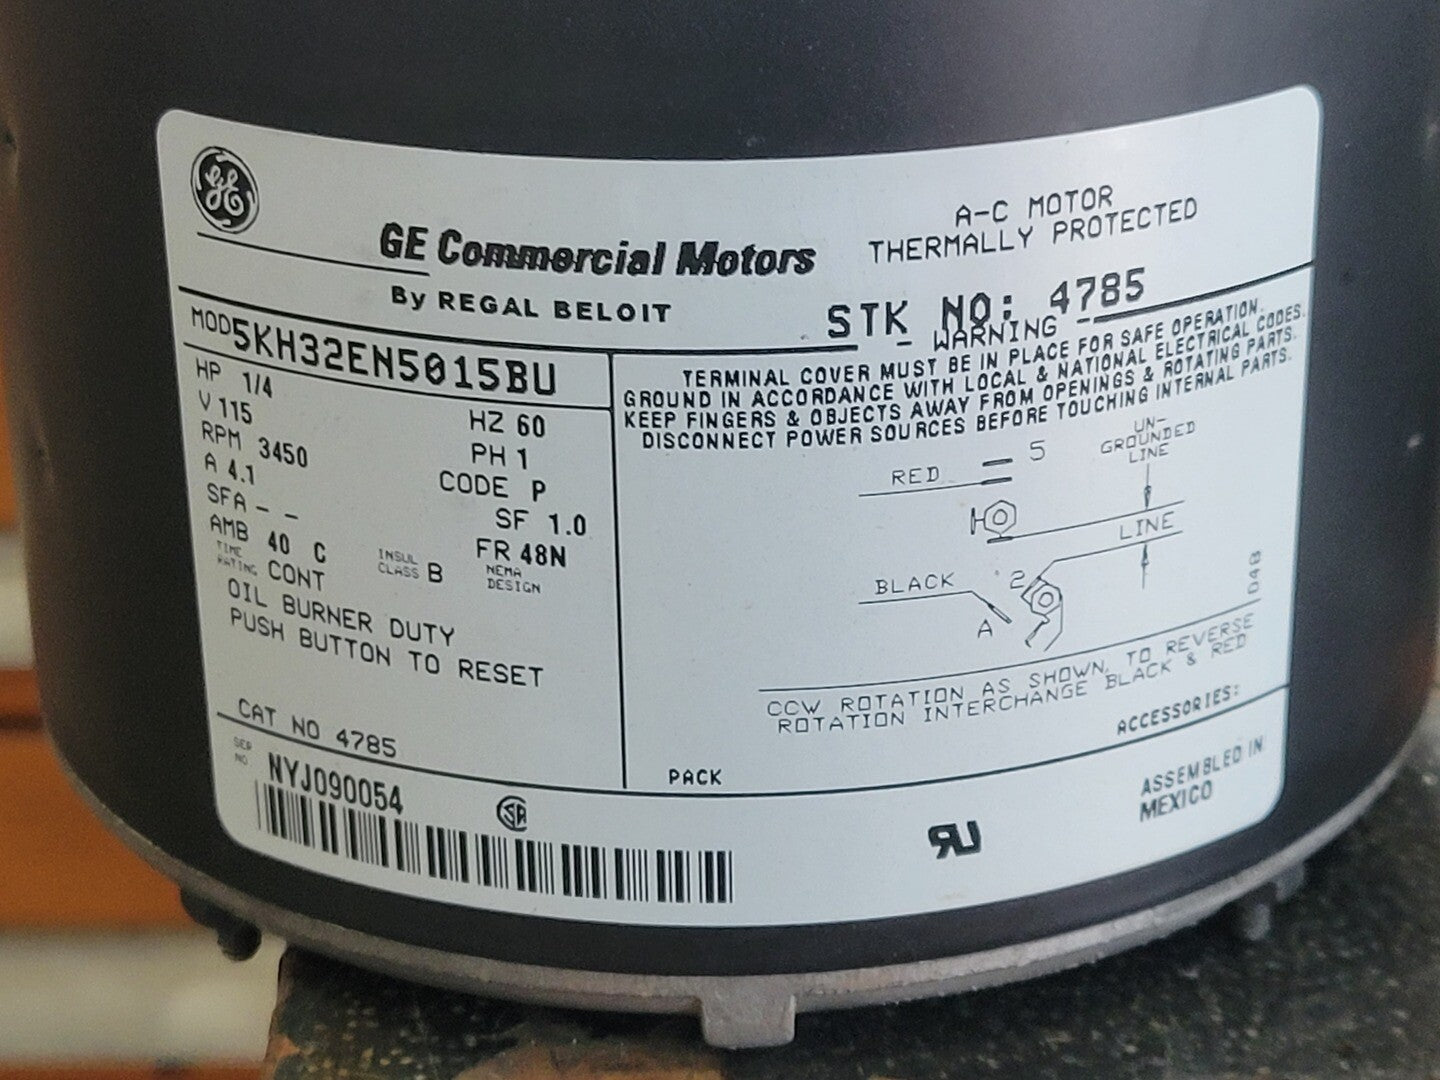 GE
GE Commercial Motors
By REGAL BELOIT
A-C MOTOR
THERMALLY PROTECTED
STK NO: 4785
MOD 5KH32EN5015BU
HP 1/4
V 115 HZ 60
RPM 3450 PH 1
A 4.1 CODE P
SFA - - SF 1.0
AMB 40 C FR 48N
TIME RATING CONT INSUL CLASS B NEMA DESIGN
OIL BURNER DUTY
PUSH BUTTON TO RESET
CAT NO 4785
WARNING
TERMINAL COVER MUST BE IN PLACE FOR SAFE OPERATION.
GROUND IN ACCORDANCE WITH LOCAL & NATIONAL ELECTRICAL CODES.
KEEP FINGERS & OBJECTS AWAY FROM OPENINGS & ROTATING PARTS.
DISCONNECT POWER SOURCES BEFORE TOUCHING INTERNAL PARTS.
RED 5
UN-
GROUNDED
LINE
LINE
BLACK 2
A
048
CCW ROTATION AS SHOWN, TO REVERSE
ROTATION INTERCHANGE BLACK & RED
ACCESSORIES:
PACK
SER NO NYJ090054
ASSEMBLED IN
MEXICO